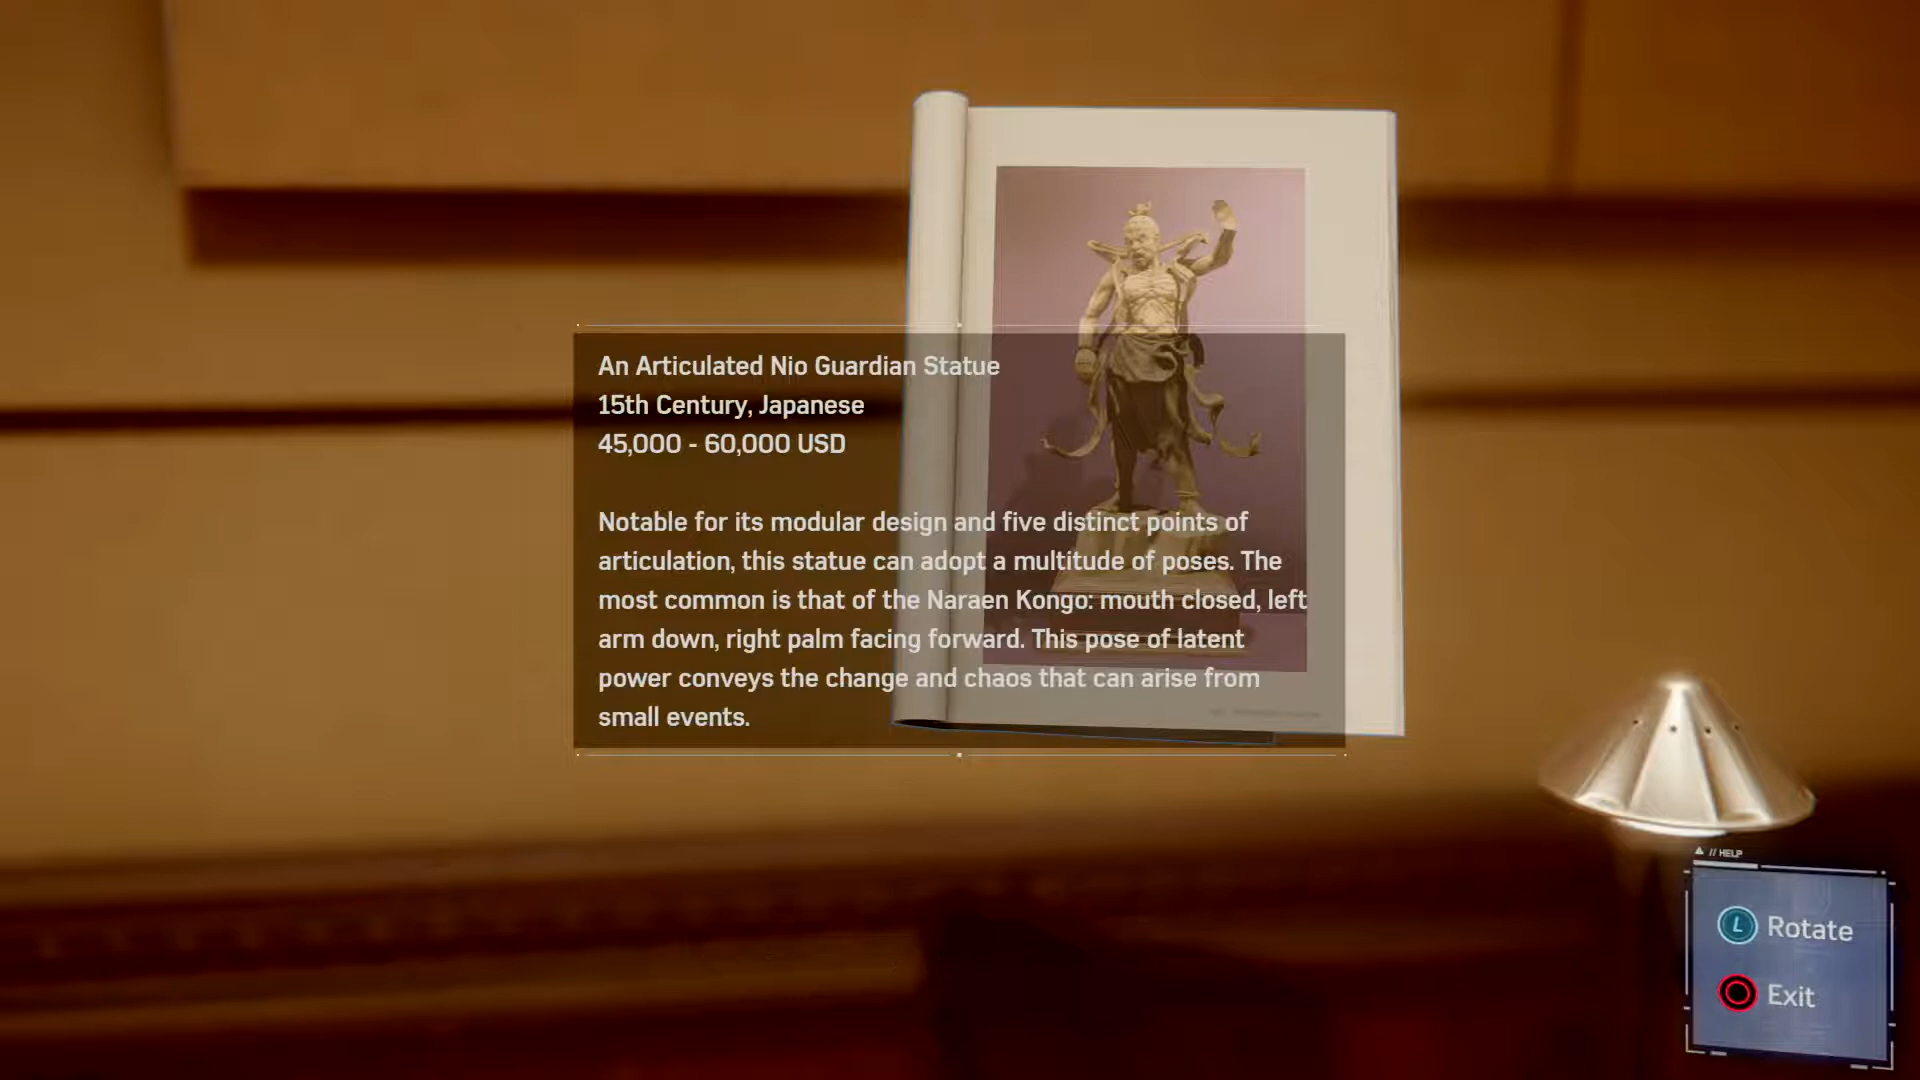 An Articulated Nio Guardian Statue
15th Century, Japanese
45,000 - 60,000 USD
Notable for its modular design and five distinct points of
articulation, this statue can adopt a multitude of poses. The
most common is that of the Naraen Kongo: mouth closed, left
arm down, right palm facing forward. This pose of latent
power conveys the change and chaos that can arise from
small events.
// HELP
L Rotate
Exit